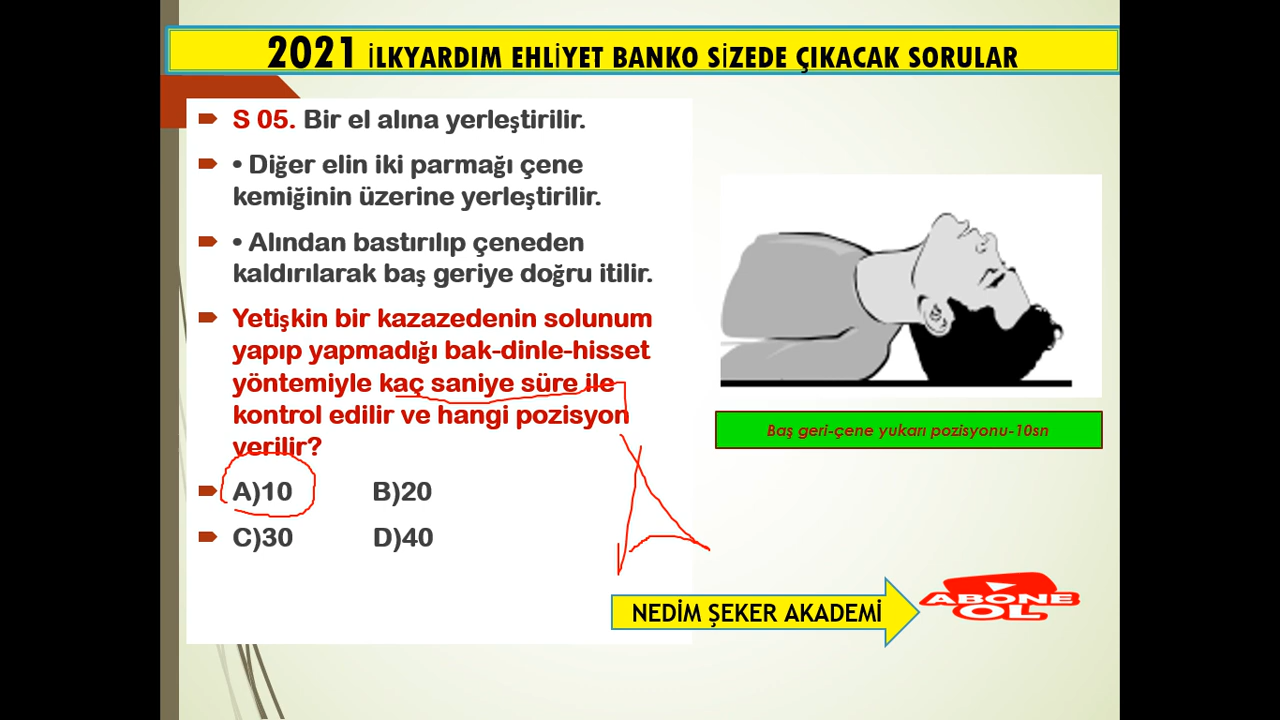 2021 İLKYARDIM EHLİYET BANKO SİZEDE ÇIKACAK SORULAR
S 05. Bir el alına yerleştirilir.
• Diğer elin iki parmağı çene
kemiğinin üzerine yerleştirilir.
• Alından bastırılıp çeneden
kaldırılarak baş geriye doğru itilir.
Yetişkin bir kazazedenin solunum
yapıp yapmadığı bak-dinle-hisset
yöntemiyle kaç saniye süre ile
kontrol edilir ve hangi pozisyon
verilir?
A)10 B)20
C)30 D)40
Baş geri-çene yukarı pozisyonu-10sn
A
NEDİM ŞEKER AKADEMİ
ABONE
OL